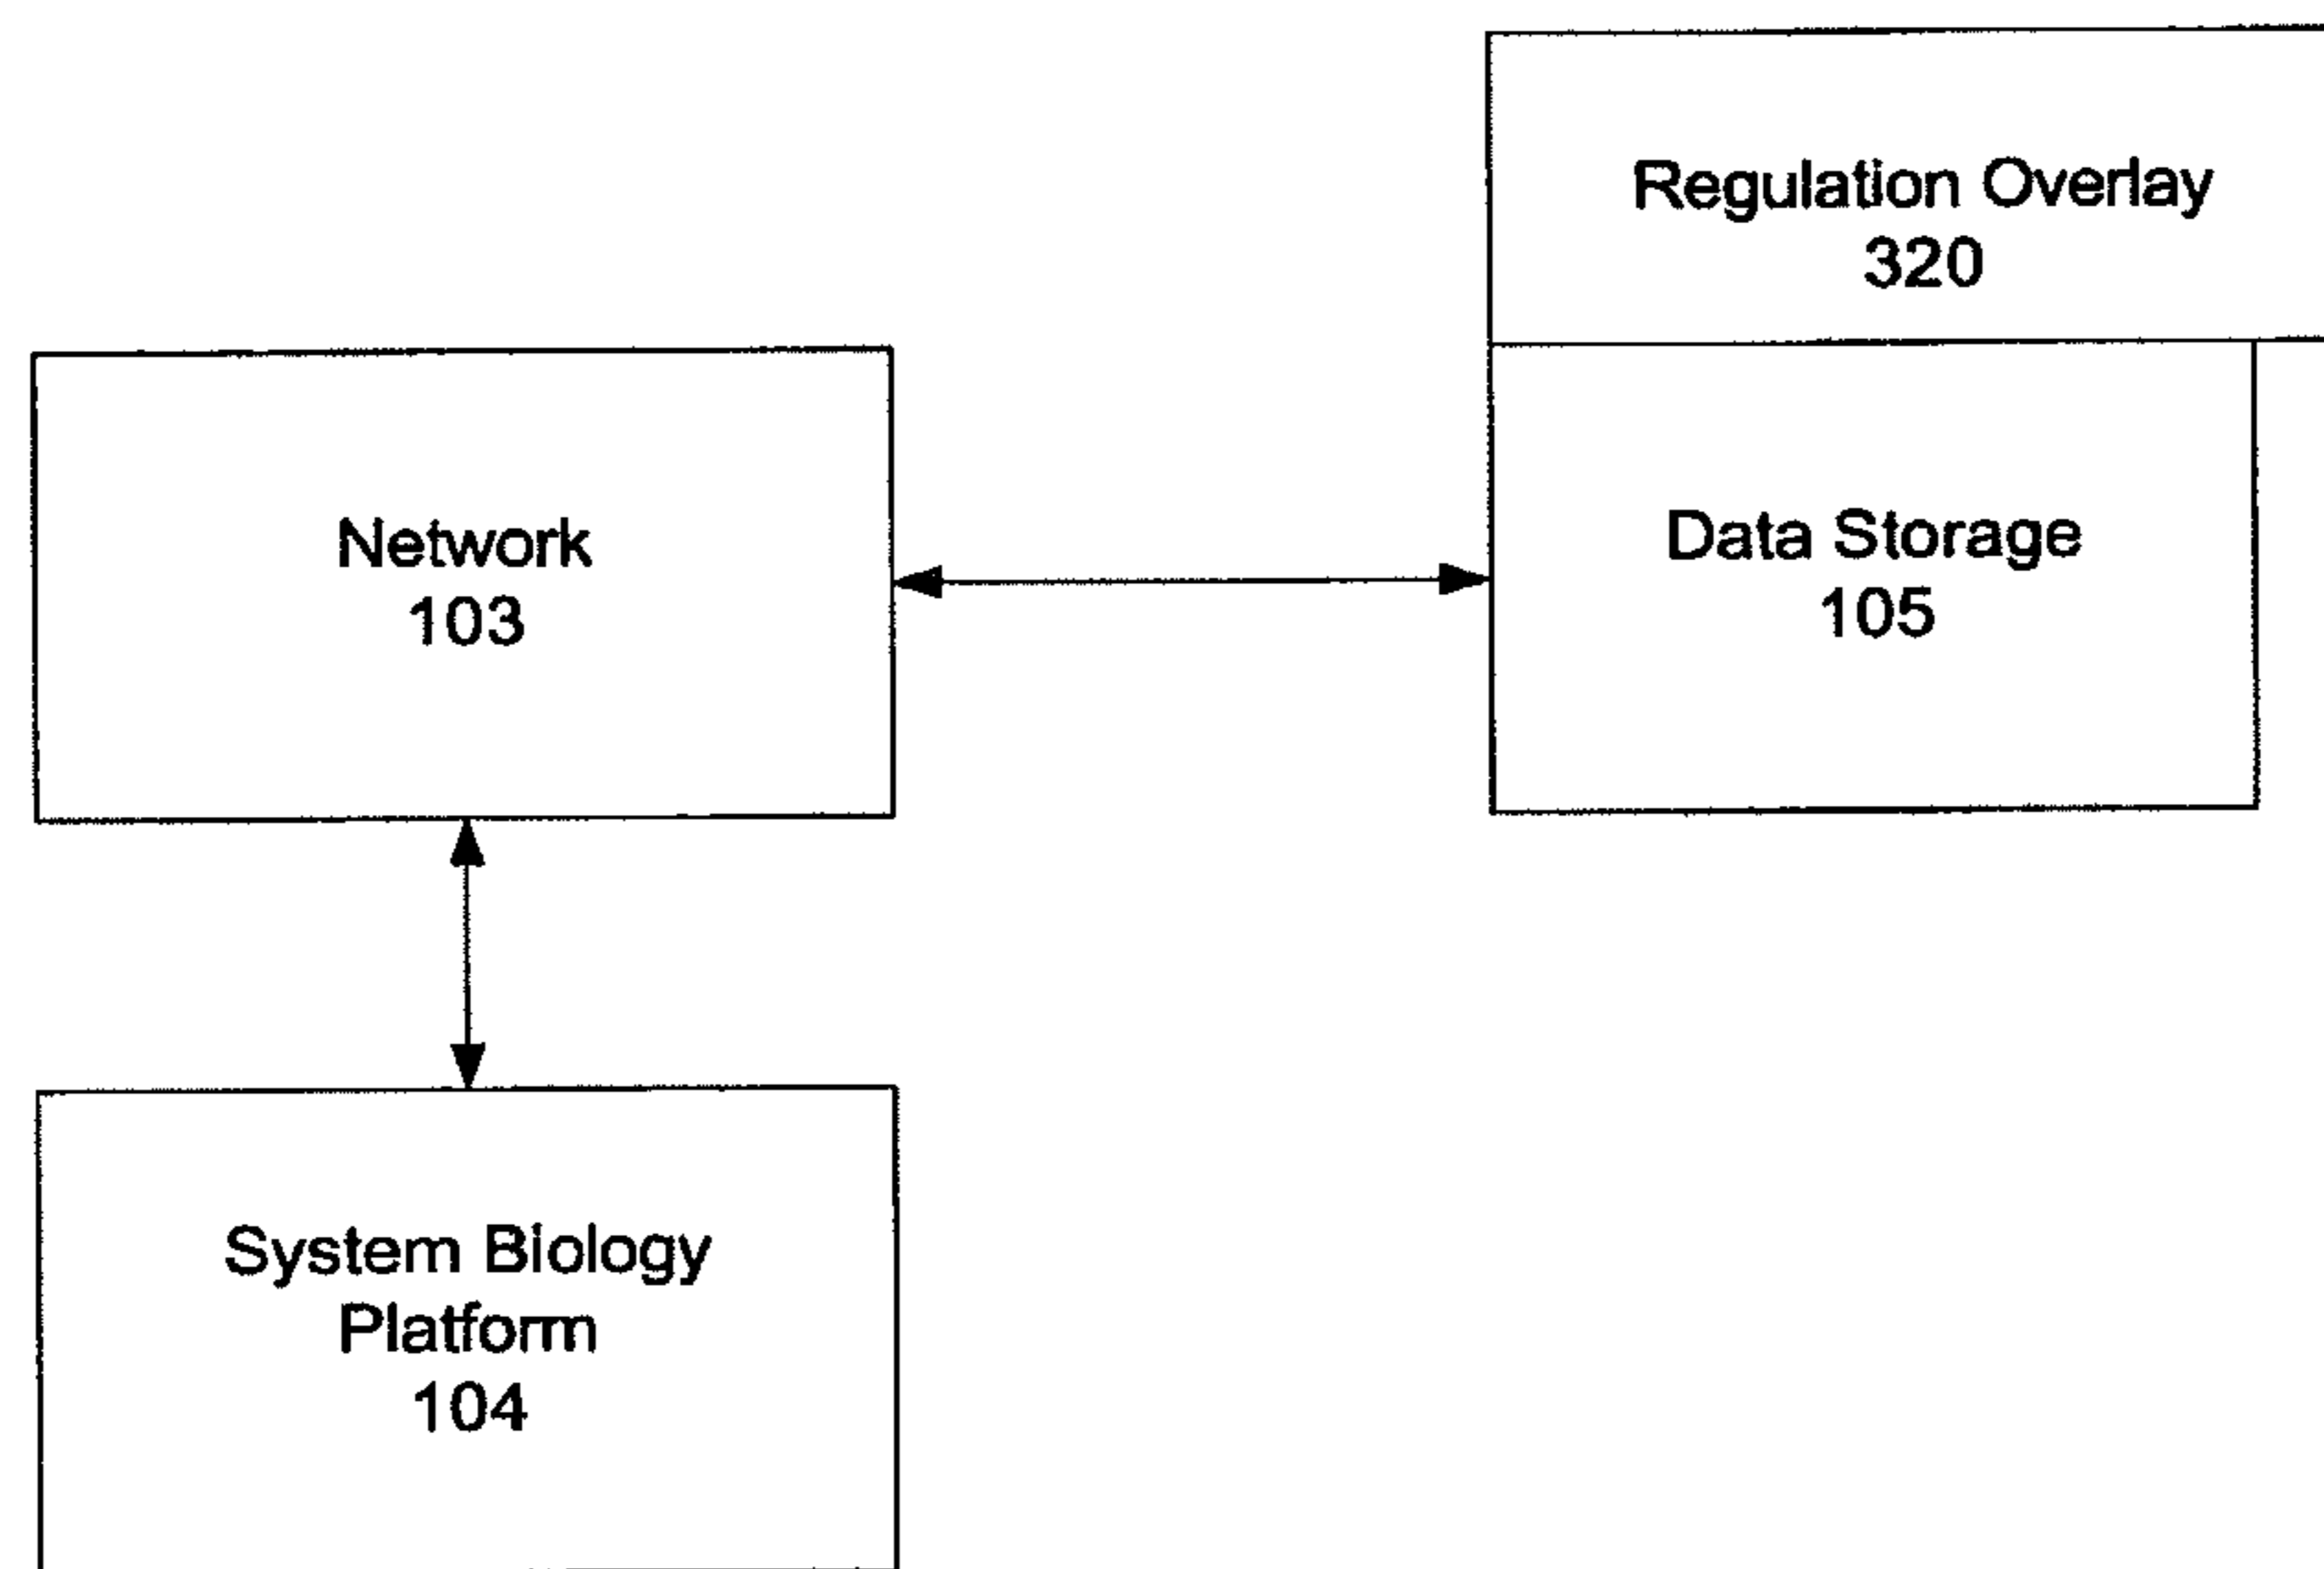 Regulation Overlay
320
Network
103
Data Storage
105
System Biology
Platform
104